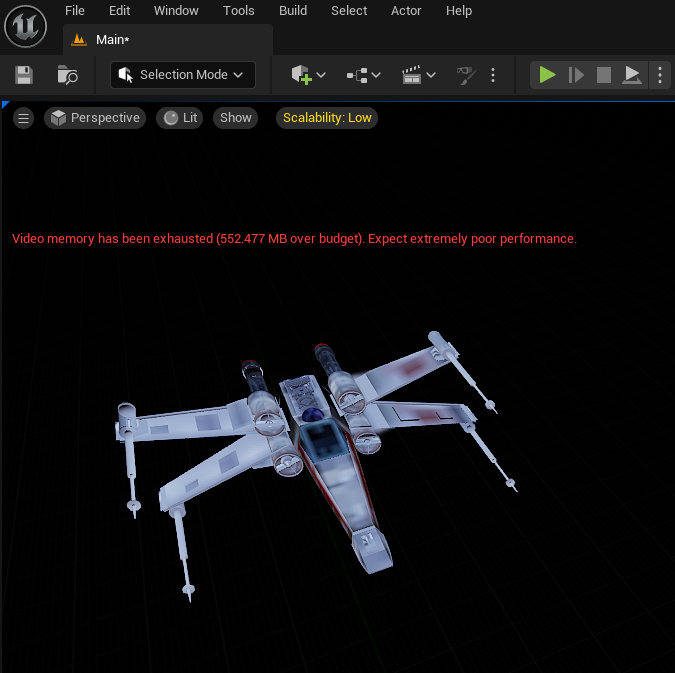 File Edit Window Tools Build Select Actor Help
Main*
Selection Mode
Perspective Lit Show Scalability: Low
Video memory has been exhausted (552.477 MB over budget). Expect extremely poor performance.